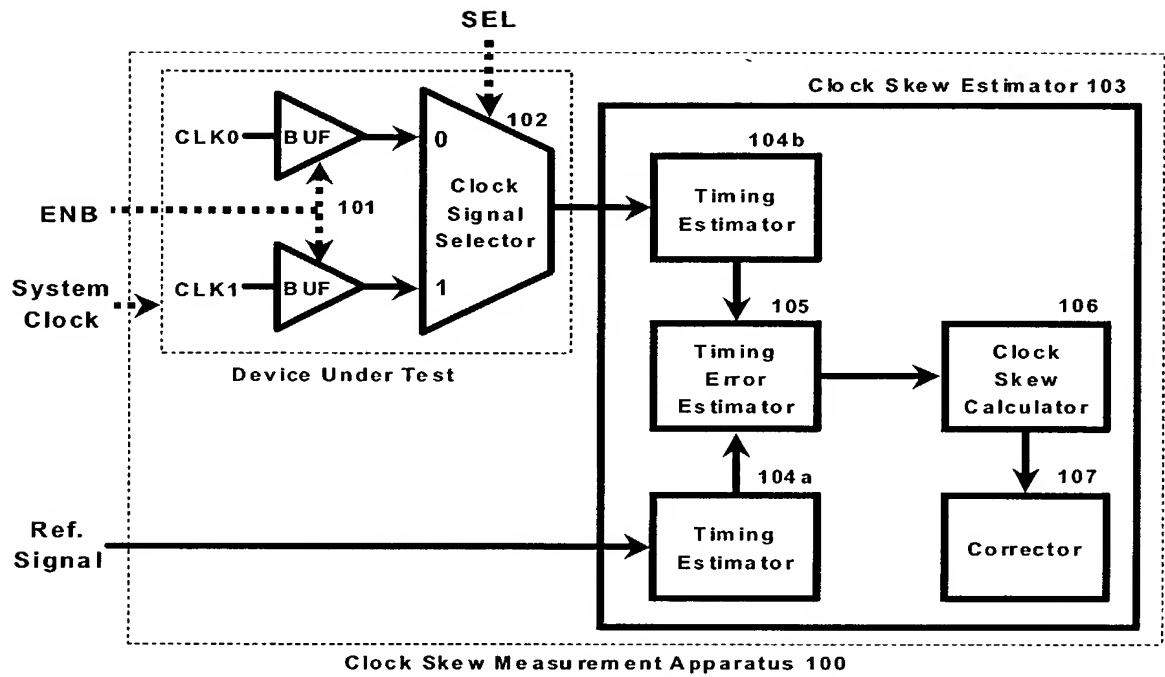 SEL
Clock Skew Estimator 103
CLK0
BUF
0
102
104b
Timing
Estimator
Clock
Signal
Selector
ENB
101
System
Clock
CLK1
BUF
1
105
106
Device Under Test
Timing
Error
Estimator
Clock
Skew
Calculator
104a
107
Ref.
Signal
Timing
Estimator
Corrector
Clock Skew Measurement Apparatus 100